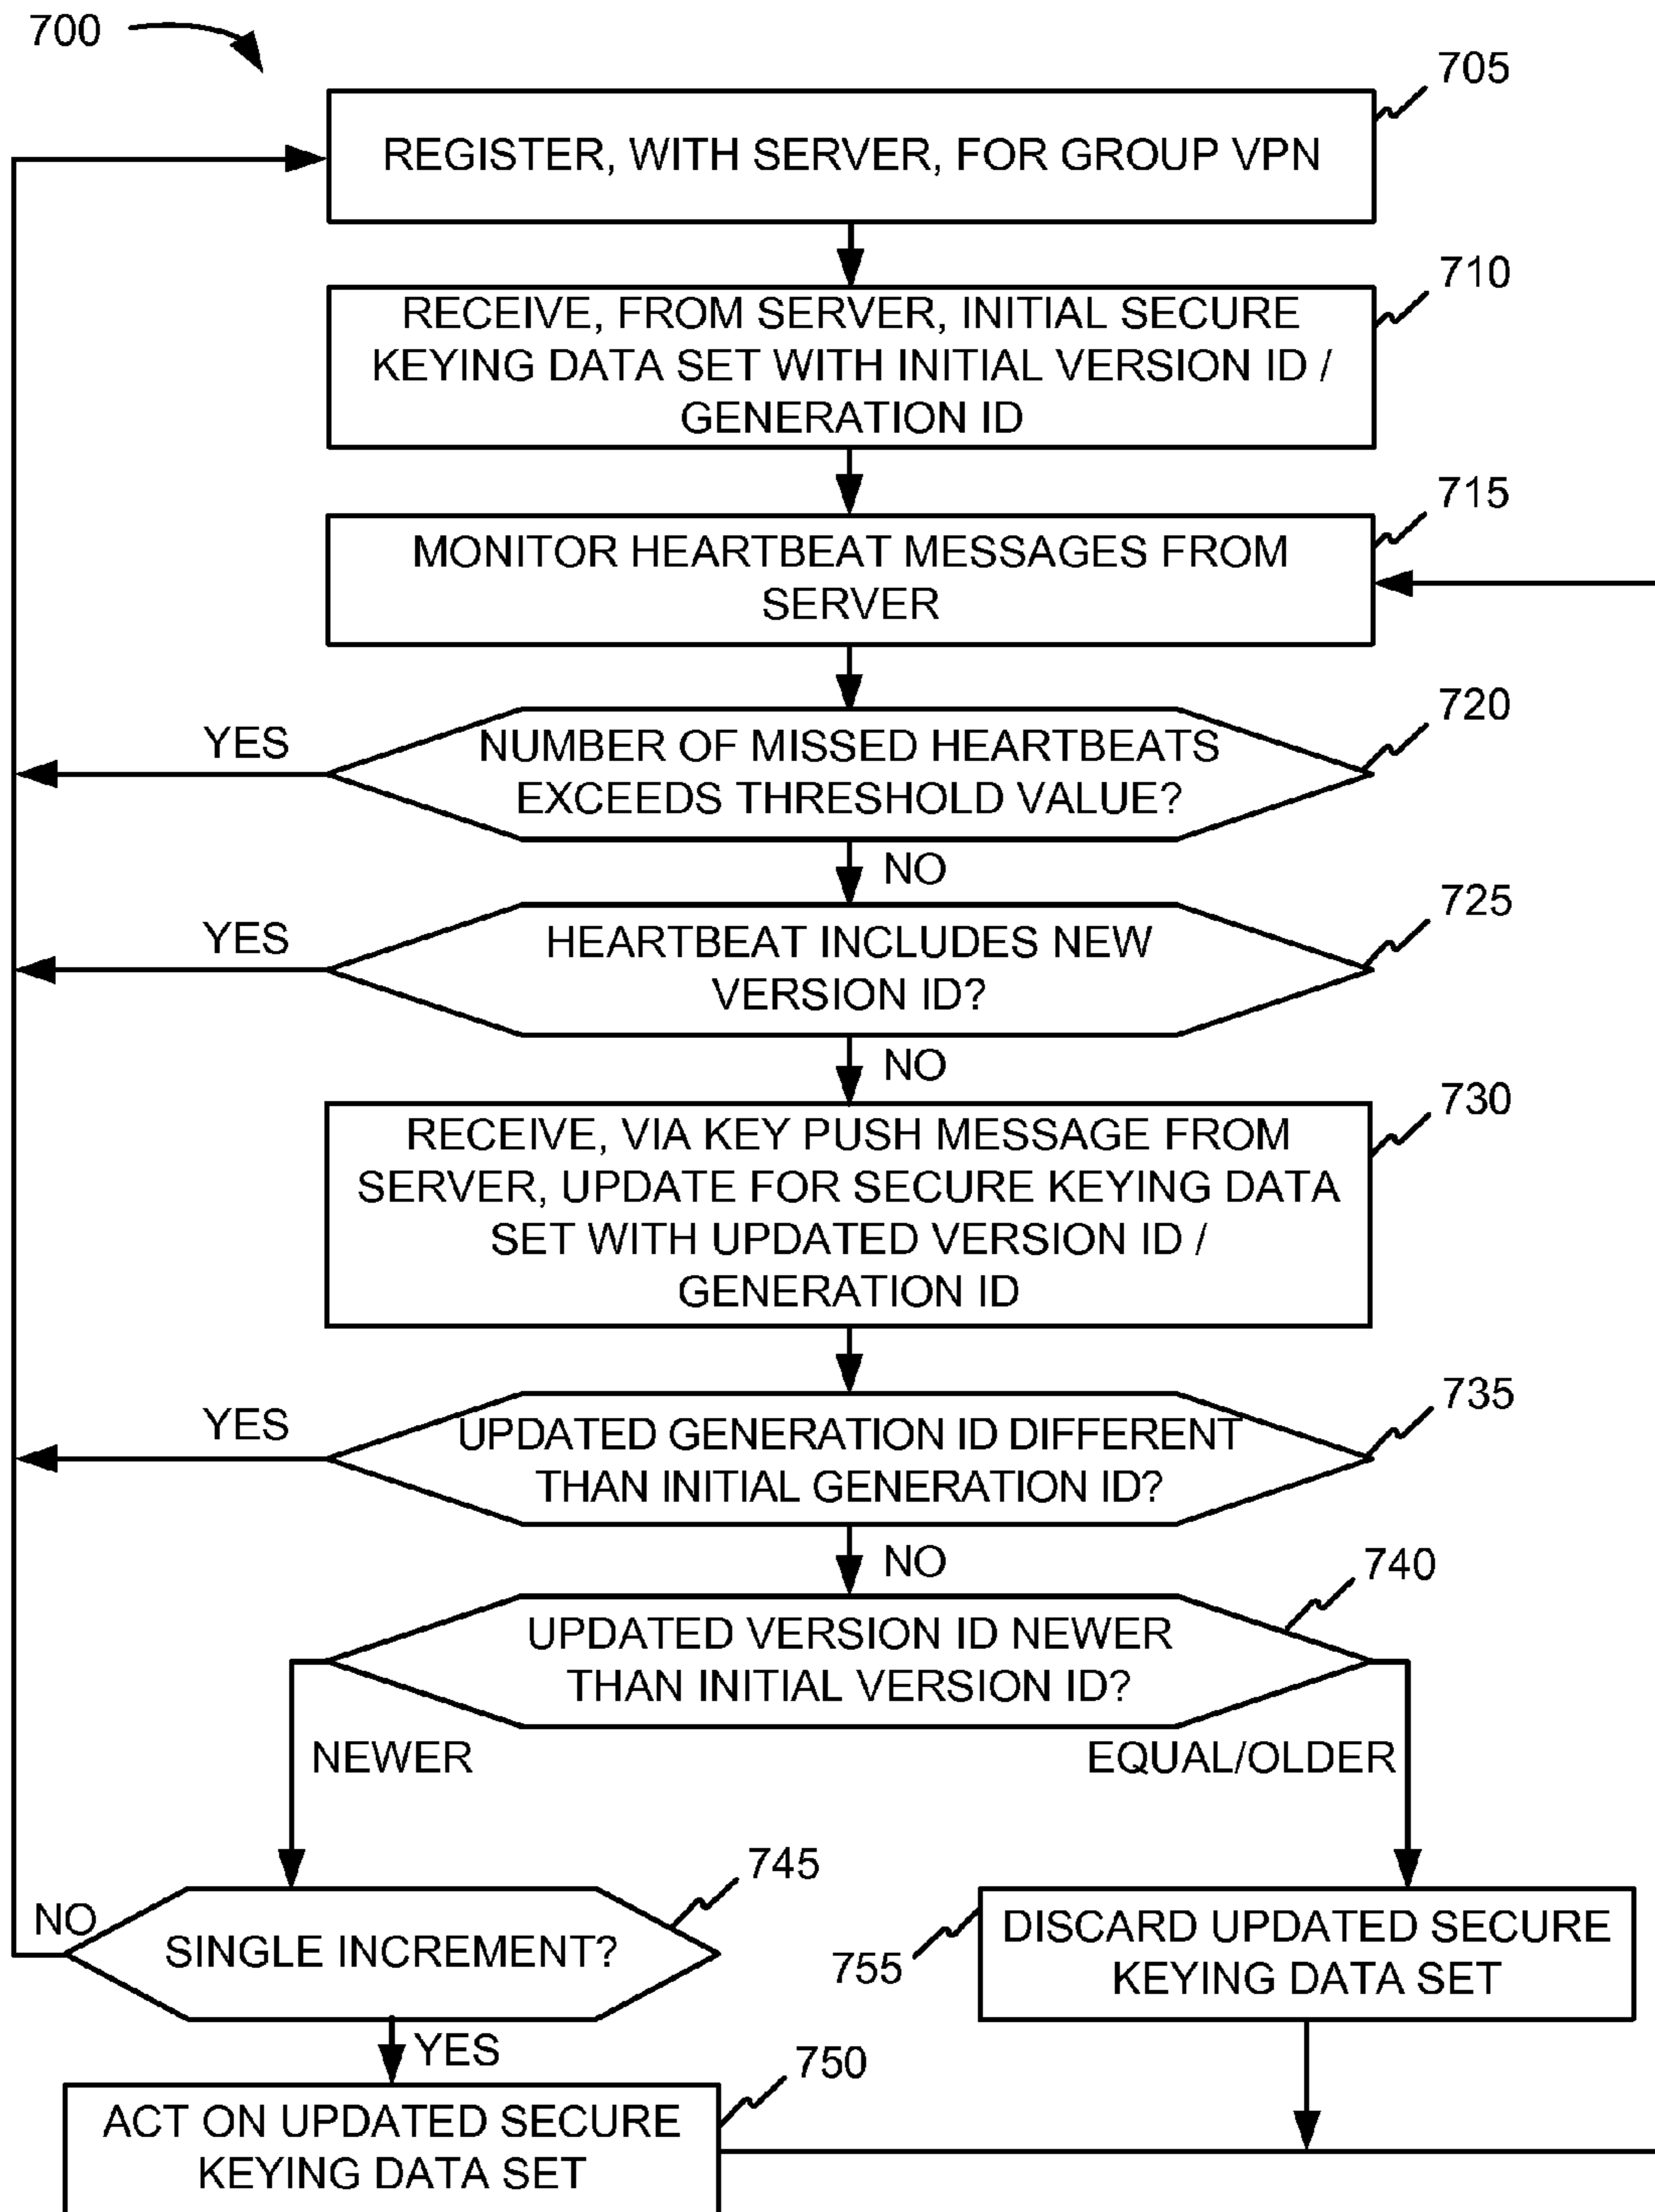 700
705
REGISTER, WITH SERVER, FOR GROUP VPN
710
RECEIVE, FROM SERVER, INITIAL SECURE
KEYING DATA SET WITH INITIAL VERSION ID /
GENERATION ID
715
MONITOR HEARTBEAT MESSAGES FROM
SERVER
720
YES
NUMBER OF MISSED HEARTBEATS
EXCEEDS THRESHOLD VALUE?
NO
725
YES
HEARTBEAT INCLUDES NEW
VERSION ID?
NO
730
RECEIVE, VIA KEY PUSH MESSAGE FROM
SERVER, UPDATE FOR SECURE KEYING DATA
SET WITH UPDATED VERSION ID /
GENERATION ID
735
YES
UPDATED GENERATION ID DIFFERENT
THAN INITIAL GENERATION ID?
NO
740
UPDATED VERSION ID NEWER
THAN INITIAL VERSION ID?
NEWER
EQUAL/OLDER
745
NO
SINGLE INCREMENT?
755
DISCARD UPDATED SECURE
KEYING DATA SET
YES
750
ACT ON UPDATED SECURE
KEYING DATA SET